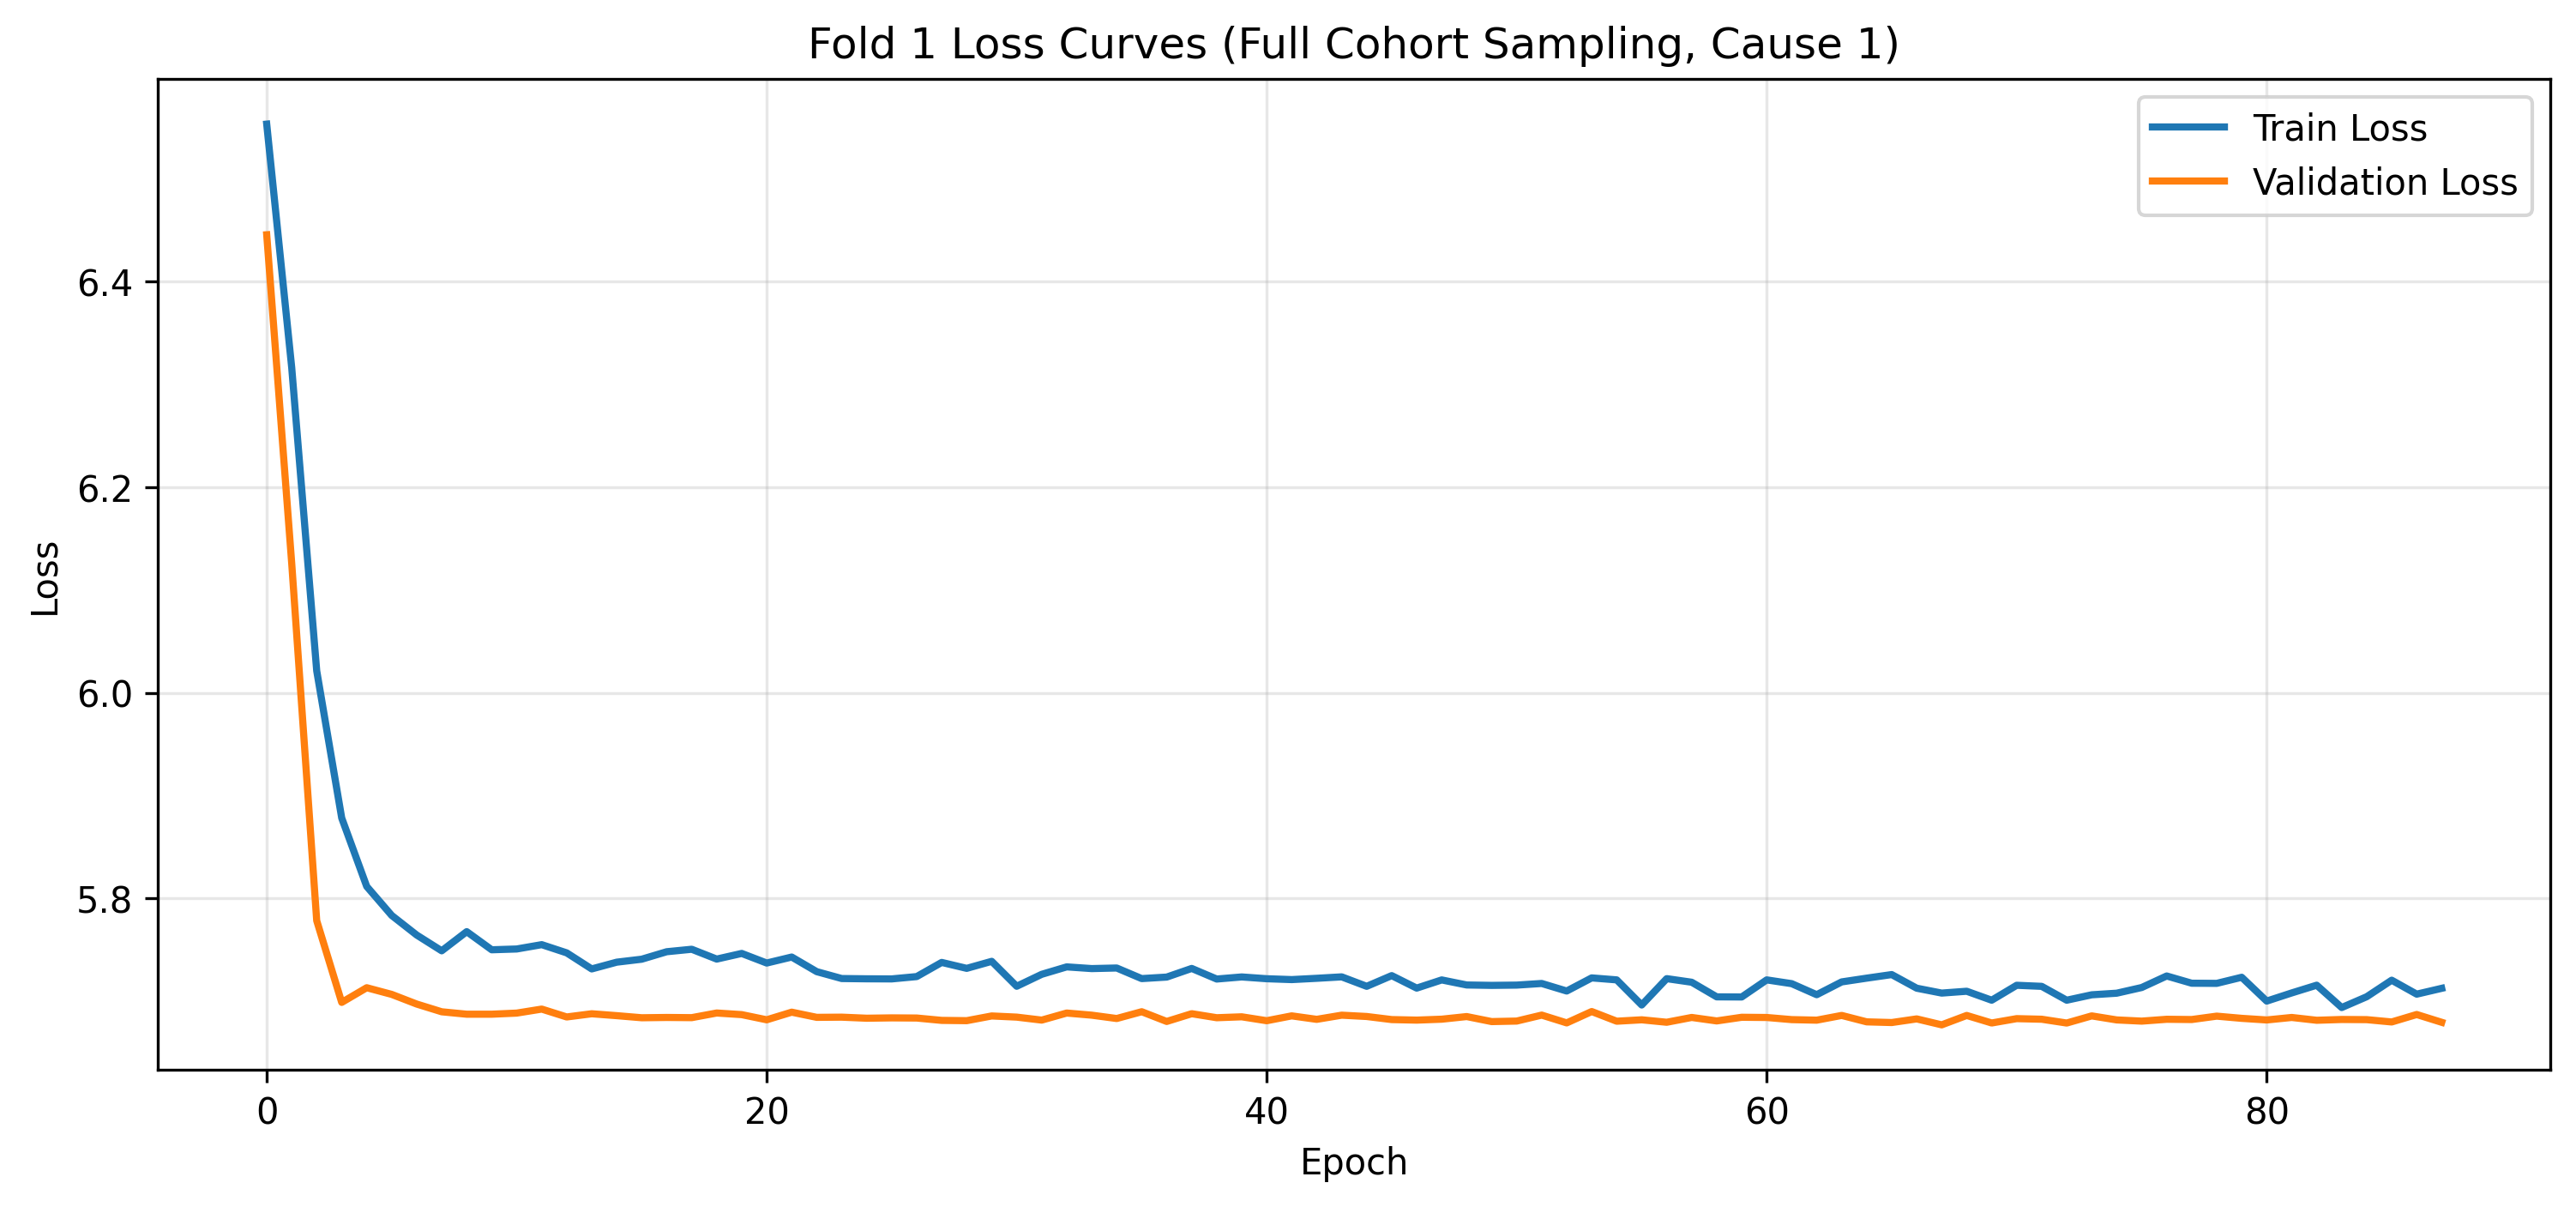 Fold 1 Loss Curves (Full Cohort Sampling, Cause 1)
Train Loss
Validation Loss
6.4
6.2
6.0
5.8
Loss
0 20 40 60 80
Epoch